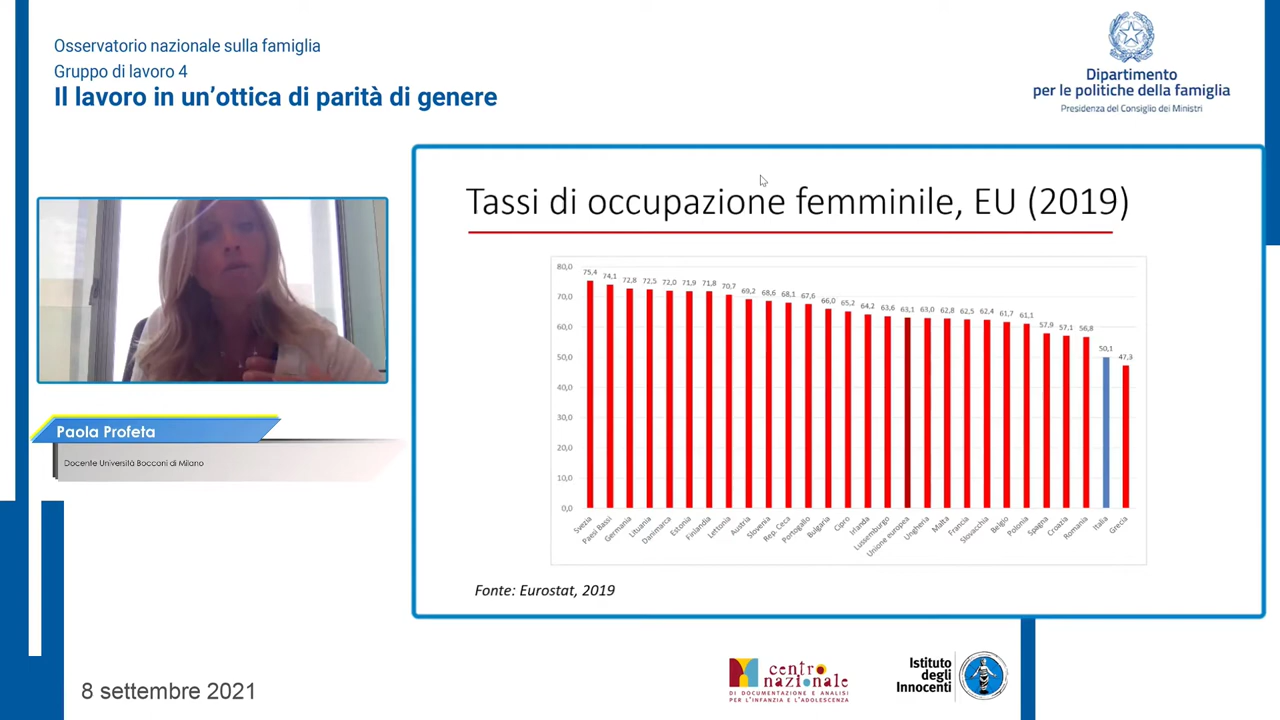 Osservatorio nazionale sulla famiglia
Gruppo di lavoro 4
Il lavoro in un'ottica di parità di genere
Dipartimento
per le politiche della famiglia
Presidenza del Consiglio dei Ministri
Tassi di occupazione femminile, EU (2019)
80,0
70,0
60,0
50,0
40,0
30,0
20,0
10,0
0,0
75,4
74,1
72,8
72,5
72,0
71,9
71,8
70,7
69,2
68,6
68,1
67,6
66,0
65,2
64,2
63,6
63,1
63,0
62,8
62,5
62,4
61,7
61,1
57,9
57,1
56,8
50,1
47,3
Svezia
Paesi Bassi
Germania
Lituania
Danimarca
Estonia
Finlandia
Lettonia
Austria
Slovenia
Rep. Ceca
Portogallo
Bulgaria
Cipro
Irlanda
Lussemburgo
Unione europea
Ungheria
Malta
Francia
Slovacchia
Belgio
Polonia
Spagna
Croazia
Romania
Italia
Grecia
Fonte: Eurostat, 2019
Paola Profeta
Docente Università Bocconi di Milano
8 settembre 2021
centro
nazionale
DI DOCUMENTAZIONE E ANALISI
PER L'INFANZIA E L'ADOLESCENZA
Istituto
degli
Innocenti